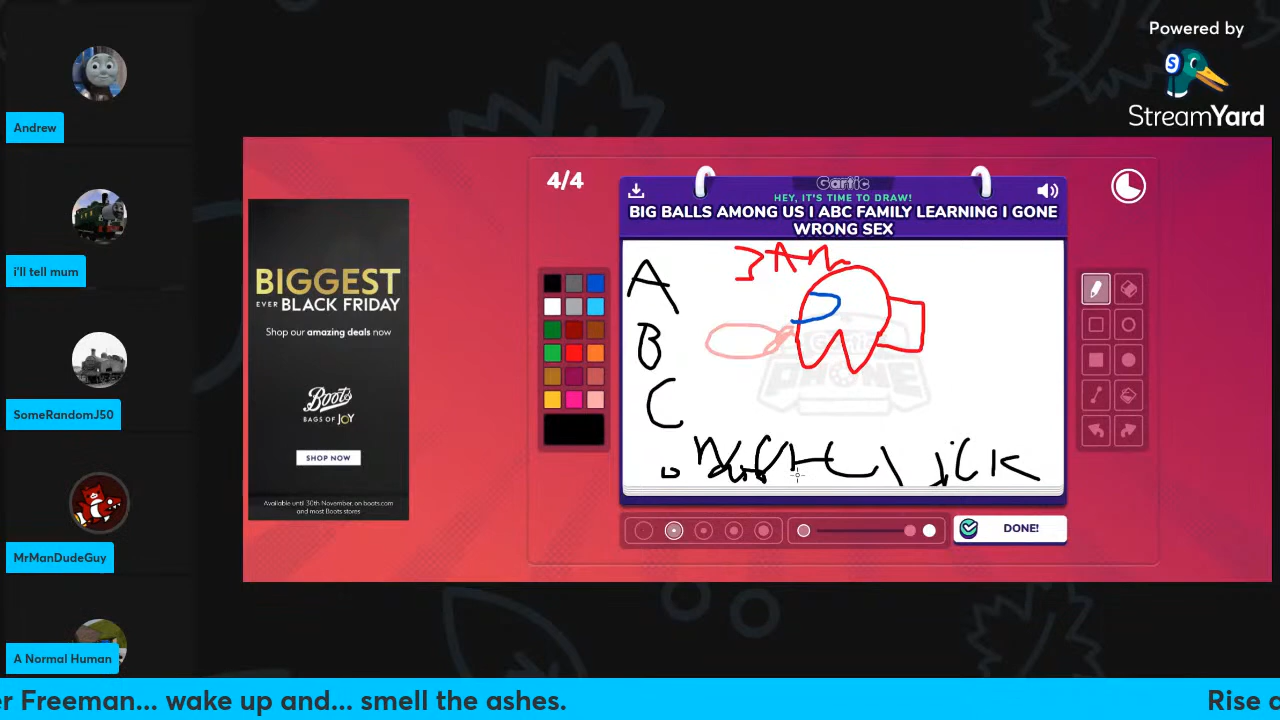 Powered by
StreamYard
Andrew
i'll tell mum
SomeRandomJ50
MrManDudeGuy
A Normal Human
BIGGEST
EVER BLACK FRIDAY
Shop our amazing deals now
Boots
BAGS OF JOY
SHOP NOW
Available until 30th November, on boots.com
and most Boots stores
4/4
Gartic
HEY, IT'S TIME TO DRAW!
BIG BALLS AMONG US I ABC FAMILY LEARNING I GONE
WRONG SEX
3AM
A
B
C
Gartic
PHONE
DONE!
er Freeman... wake up and... smell the ashes.
Rise a